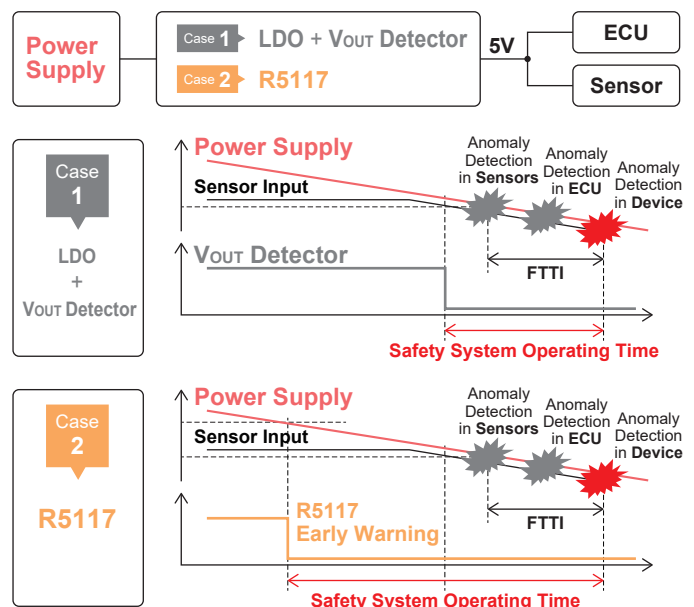 Power
Supply
Case 1 LDO + VOUT Detector
Case 2 R5117
5V
ECU
Sensor
Case
1
LDO
+
VOUT Detector
Power Supply
Sensor Input
Anomaly
Detection
in Sensors
Anomaly
Detection
in ECU
Anomaly
Detection
in Device
FTTI
VOUT Detector
Safety System Operating Time
Case
2
R5117
Power Supply
Sensor Input
Anomaly
Detection
in Sensors
Anomaly
Detection
in ECU
Anomaly
Detection
in Device
FTTI
R5117
Early Warning
Safety System Operating Time